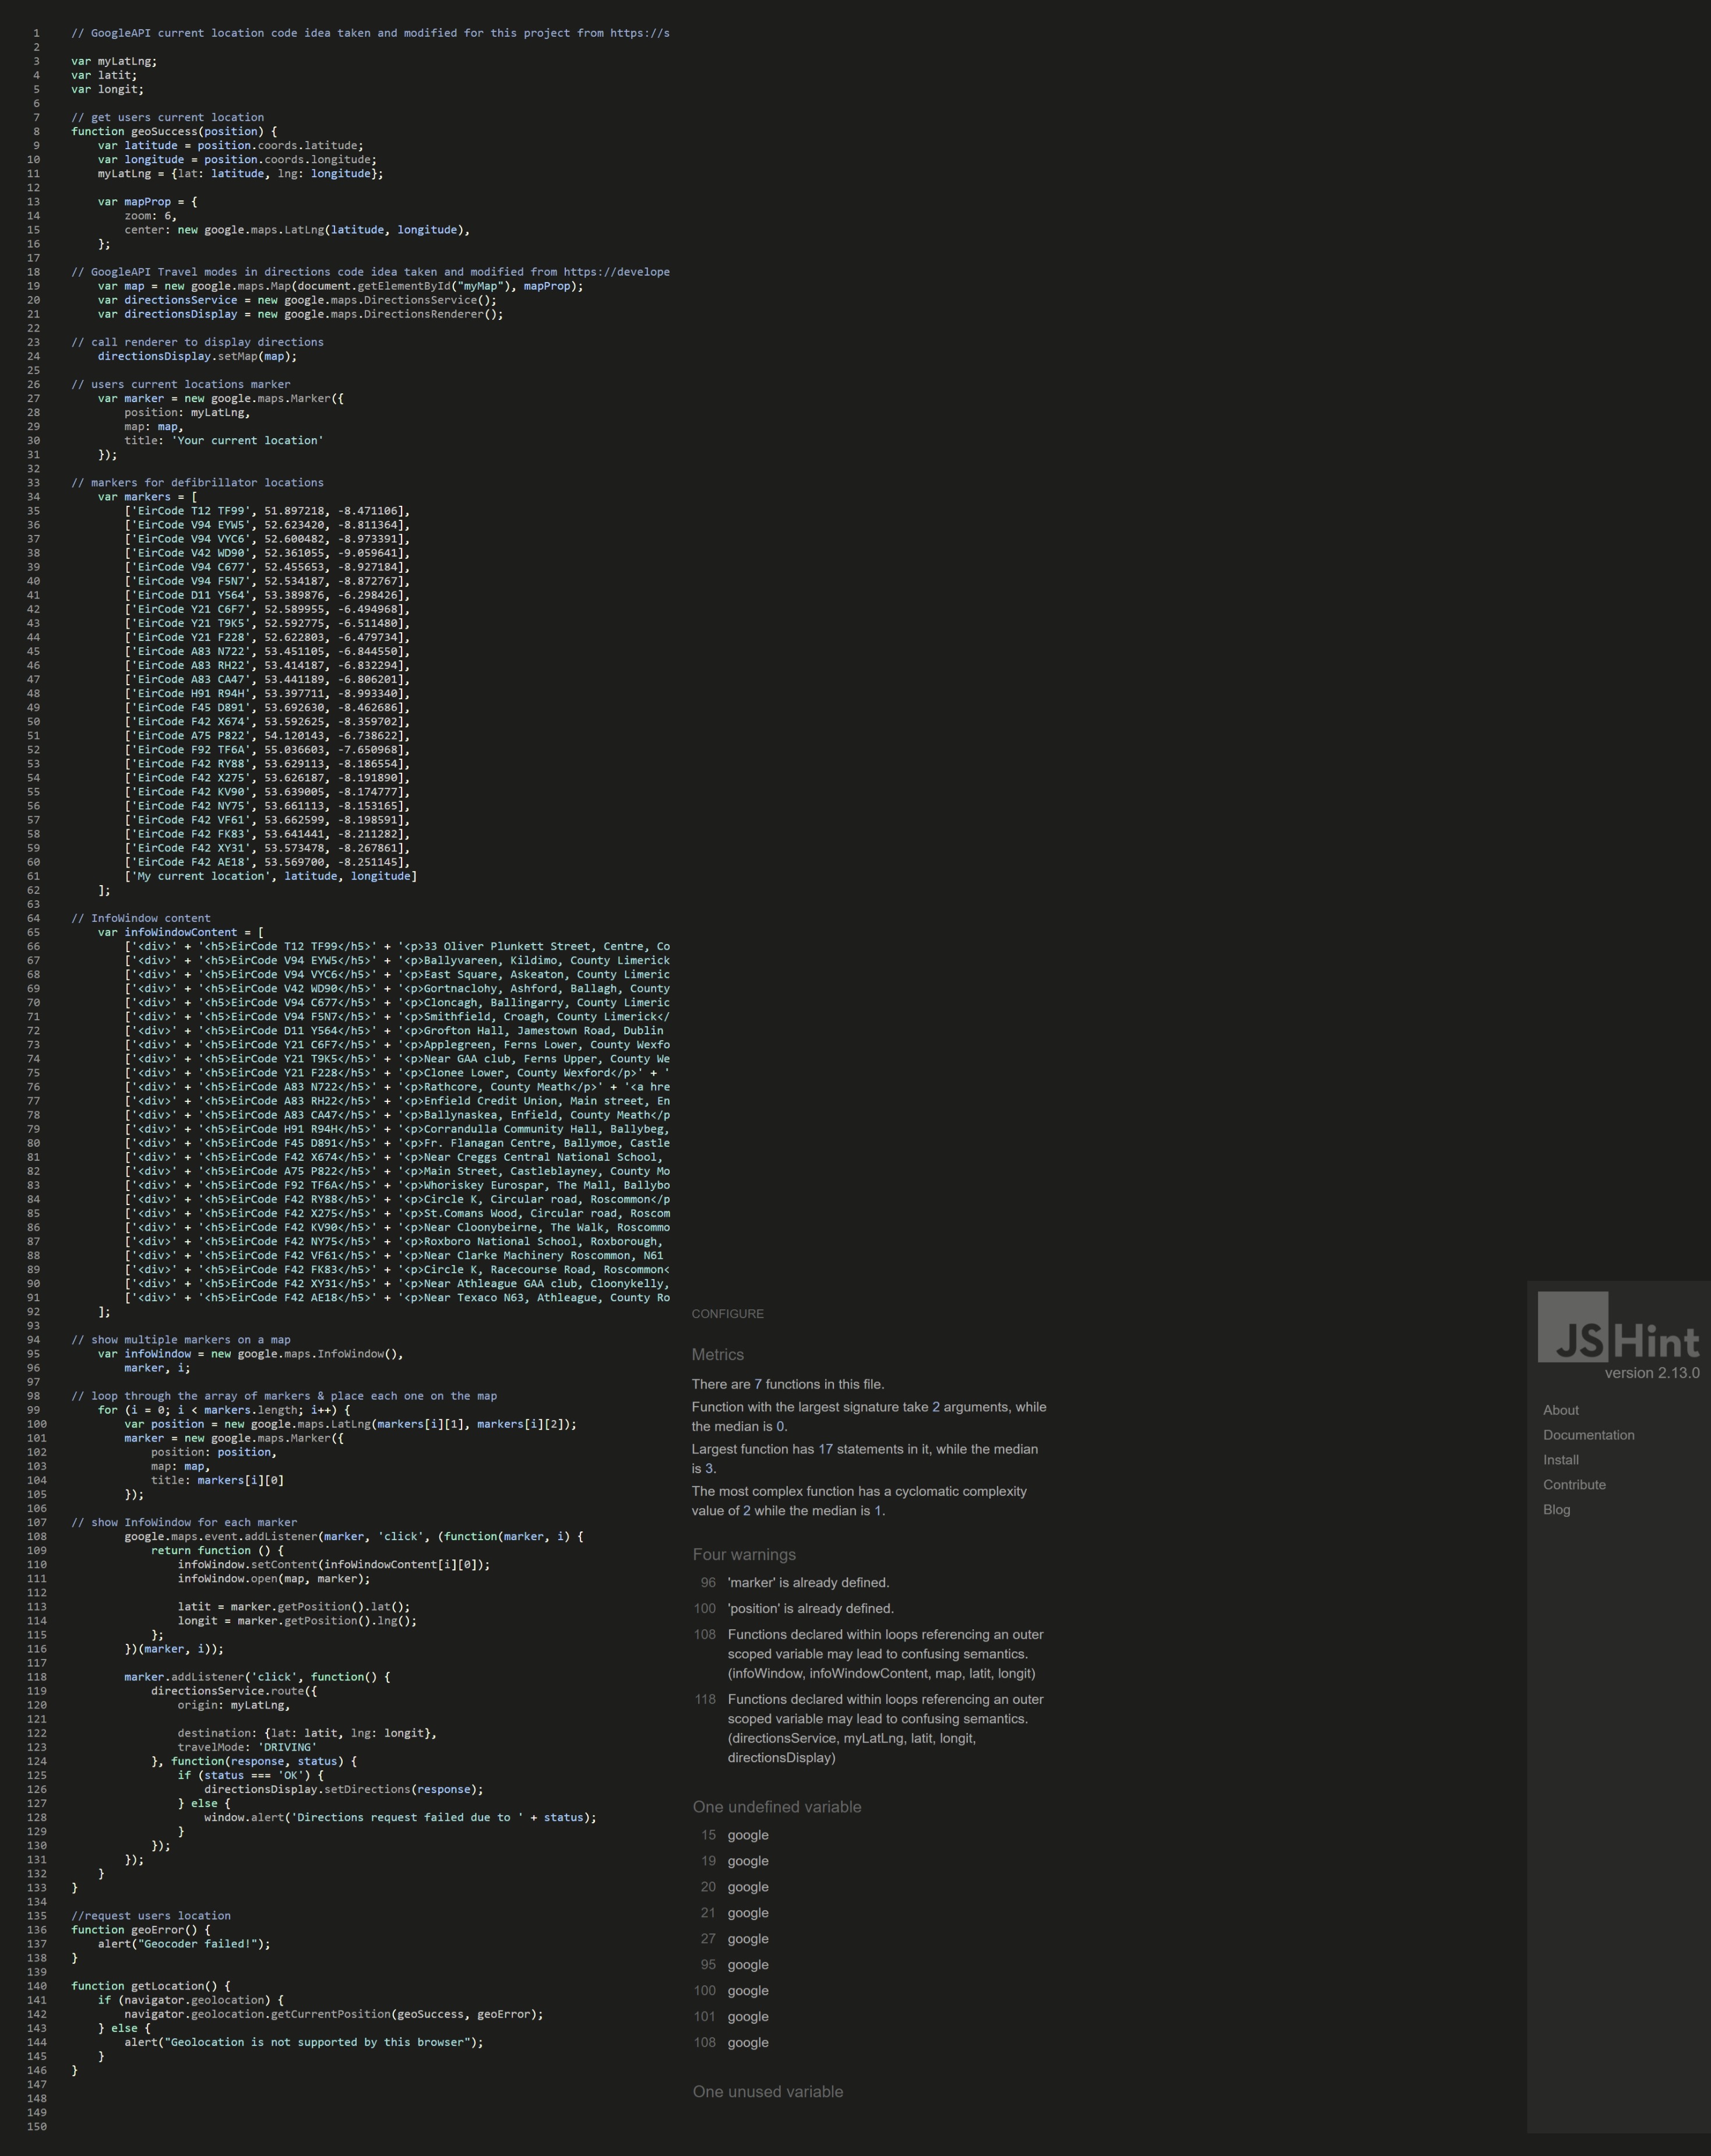 1 // GoogleAPI current location code idea taken and modified for this project from https://s
2
3 var myLatLng;
4 var latit;
5 var longit;
6
7 // get users current location
8 function geoSuccess(position) {
9 var latitude = position.coords.latitude;
10 var longitude = position.coords.longitude;
11 myLatLng = {lat: latitude, lng: longitude};
12
13 var mapProp = {
14 zoom: 6,
15 center: new google.maps.LatLng(latitude, longitude),
16 };
17
18 // GoogleAPI Travel modes in directions code idea taken and modified from https://develope
19 var map = new google.maps.Map(document.getElementById("myMap"), mapProp);
20 var directionsService = new google.maps.DirectionsService();
21 var directionsDisplay = new google.maps.DirectionsRenderer();
22
23 // call renderer to display directions
24 directionsDisplay.setMap(map);
25
26 // users current locations marker
27 var marker = new google.maps.Marker({
28 position: myLatLng,
29 map: map,
30 title: 'Your current location'
31 });
32
33 // markers for defibrillator locations
34 var markers = [
35 ['EirCode T12 TF99', 51.897218, -8.471106],
36 ['EirCode V94 EYW5', 52.623420, -8.811364],
37 ['EirCode V94 VYC6', 52.600482, -8.973391],
38 ['EirCode V42 WD90', 52.361055, -9.059641],
39 ['EirCode V94 C677', 52.455653, -8.927184],
40 ['EirCode V94 F5N7', 52.534187, -8.872767],
41 ['EirCode D11 Y564', 53.389876, -6.298426],
42 ['EirCode Y21 C6F7', 52.589955, -6.494968],
43 ['EirCode Y21 T9K5', 52.592775, -6.511480],
44 ['EirCode Y21 F228', 52.622803, -6.479734],
45 ['EirCode A83 N722', 53.451105, -6.844550],
46 ['EirCode A83 RH22', 53.414187, -6.832294],
47 ['EirCode A83 CA47', 53.441189, -6.806201],
48 ['EirCode H91 R94H', 53.397711, -8.993340],
49 ['EirCode F45 D891', 53.692630, -8.462686],
50 ['EirCode F42 X674', 53.592625, -8.359702],
51 ['EirCode A75 P822', 54.120143, -6.738622],
52 ['EirCode F92 TF6A', 55.036603, -7.650968],
53 ['EirCode F42 RY88', 53.629113, -8.186554],
54 ['EirCode F42 X275', 53.626187, -8.191890],
55 ['EirCode F42 KV90', 53.639005, -8.174777],
56 ['EirCode F42 NY75', 53.661113, -8.153165],
57 ['EirCode F42 VF61', 53.662599, -8.198591],
58 ['EirCode F42 FK83', 53.641441, -8.211282],
59 ['EirCode F42 XY31', 53.573478, -8.267861],
60 ['EirCode F42 AE18', 53.569700, -8.251145],
61 ['My current location', latitude, longitude]
62 ];
63
64 // InfoWindow content
65 var infoWindowContent = [
66 ['<div>' + '<h5>EirCode T12 TF99</h5>' + '<p>33 Oliver Plunkett Street, Centre, Co
67 ['<div>' + '<h5>EirCode V94 EYW5</h5>' + '<p>Ballyvareen, Kildimo, County Limerick
68 ['<div>' + '<h5>EirCode V94 VYC6</h5>' + '<p>East Square, Askeaton, County Limeric
69 ['<div>' + '<h5>EirCode V42 WD90</h5>' + '<p>Gortnaclohy, Ashford, Ballagh, County
70 ['<div>' + '<h5>EirCode V94 C677</h5>' + '<p>Cloncagh, Ballingarry, County Limeric
71 ['<div>' + '<h5>EirCode V94 F5N7</h5>' + '<p>Smithfield, Croagh, County Limerick</
72 ['<div>' + '<h5>EirCode D11 Y564</h5>' + '<p>Grofton Hall, Jamestown Road, Dublin
73 ['<div>' + '<h5>EirCode Y21 C6F7</h5>' + '<p>Applegreen, Ferns Lower, County Wexfo
74 ['<div>' + '<h5>EirCode Y21 T9K5</h5>' + '<p>Near GAA club, Ferns Upper, County We
75 ['<div>' + '<h5>EirCode Y21 F228</h5>' + '<p>Clonee Lower, County Wexford</p>' + '
76 ['<div>' + '<h5>EirCode A83 N722</h5>' + '<p>Rathcore, County Meath</p>' + '<a hre
77 ['<div>' + '<h5>EirCode A83 RH22</h5>' + '<p>Enfield Credit Union, Main street, En
78 ['<div>' + '<h5>EirCode A83 CA47</h5>' + '<p>Ballynaskea, Enfield, County Meath</p
79 ['<div>' + '<h5>EirCode H91 R94H</h5>' + '<p>Corrandulla Community Hall, Ballybeg,
80 ['<div>' + '<h5>EirCode F45 D891</h5>' + '<p>Fr. Flanagan Centre, Ballymoe, Castle
81 ['<div>' + '<h5>EirCode F42 X674</h5>' + '<p>Near Creggs Central National School,
82 ['<div>' + '<h5>EirCode A75 P822</h5>' + '<p>Main Street, Castleblayney, County Mo
83 ['<div>' + '<h5>EirCode F92 TF6A</h5>' + '<p>Whoriskey Eurospar, The Mall, Ballybo
84 ['<div>' + '<h5>EirCode F42 RY88</h5>' + '<p>Circle K, Circular road, Roscommon</p
85 ['<div>' + '<h5>EirCode F42 X275</h5>' + '<p>St.Comans Wood, Circular road, Roscom
86 ['<div>' + '<h5>EirCode F42 KV90</h5>' + '<p>Near Cloonybeirne, The Walk, Roscommo
87 ['<div>' + '<h5>EirCode F42 NY75</h5>' + '<p>Roxboro National School, Roxborough,
88 ['<div>' + '<h5>EirCode F42 VF61</h5>' + '<p>Near Clarke Machinery Roscommon, N61
89 ['<div>' + '<h5>EirCode F42 FK83</h5>' + '<p>Circle K, Racecourse Road, Roscommon<
90 ['<div>' + '<h5>EirCode F42 XY31</h5>' + '<p>Near Athleague GAA club, Cloonykelly,
91 ['<div>' + '<h5>EirCode F42 AE18</h5>' + '<p>Near Texaco N63, Athleague, County Ro
92 ];
93
94 // show multiple markers on a map
95 var infoWindow = new google.maps.InfoWindow(),
96 marker, i;
97
98 // loop through the array of markers & place each one on the map
99 for (i = 0; i < markers.length; i++) {
100 var position = new google.maps.LatLng(markers[i][1], markers[i][2]);
101 marker = new google.maps.Marker({
102 position: position,
103 map: map,
104 title: markers[i][0]
105 });
106
107 // show InfoWindow for each marker
108 google.maps.event.addListener(marker, 'click', (function(marker, i) {
109 return function () {
110 infoWindow.setContent(infoWindowContent[i][0]);
111 infoWindow.open(map, marker);
112
113 latit = marker.getPosition().lat();
114 longit = marker.getPosition().lng();
115 };
116 })(marker, i));
117
118 marker.addListener('click', function() {
119 directionsService.route({
120 origin: myLatLng,
121
122 destination: {lat: latit, lng: longit},
123 travelMode: 'DRIVING'
124 }, function(response, status) {
125 if (status === 'OK') {
126 directionsDisplay.setDirections(response);
127 } else {
128 window.alert('Directions request failed due to ' + status);
129 }
130 });
131 });
132 }
133 }
134
135 //request users location
136 function geoError() {
137 alert("Geocoder failed!");
138 }
139
140 function getLocation() {
141 if (navigator.geolocation) {
142 navigator.geolocation.getCurrentPosition(geoSuccess, geoError);
143 } else {
144 alert("Geolocation is not supported by this browser");
145 }
146 }
147
148
149
150
CONFIGURE
Metrics
There are 7 functions in this file.
Function with the largest signature take 2 arguments, while
the median is 0.
Largest function has 17 statements in it, while the median
is 3.
The most complex function has a cyclomatic complexity
value of 2 while the median is 1.
Four warnings
96 'marker' is already defined.
100 'position' is already defined.
108 Functions declared within loops referencing an outer
scoped variable may lead to confusing semantics.
(infoWindow, infoWindowContent, map, latit, longit)
118 Functions declared within loops referencing an outer
scoped variable may lead to confusing semantics.
(directionsService, myLatLng, latit, longit,
directionsDisplay)
One undefined variable
15 google
19 google
20 google
21 google
27 google
95 google
100 google
101 google
108 google
One unused variable
JSHint
version 2.13.0
About
Documentation
Install
Contribute
Blog